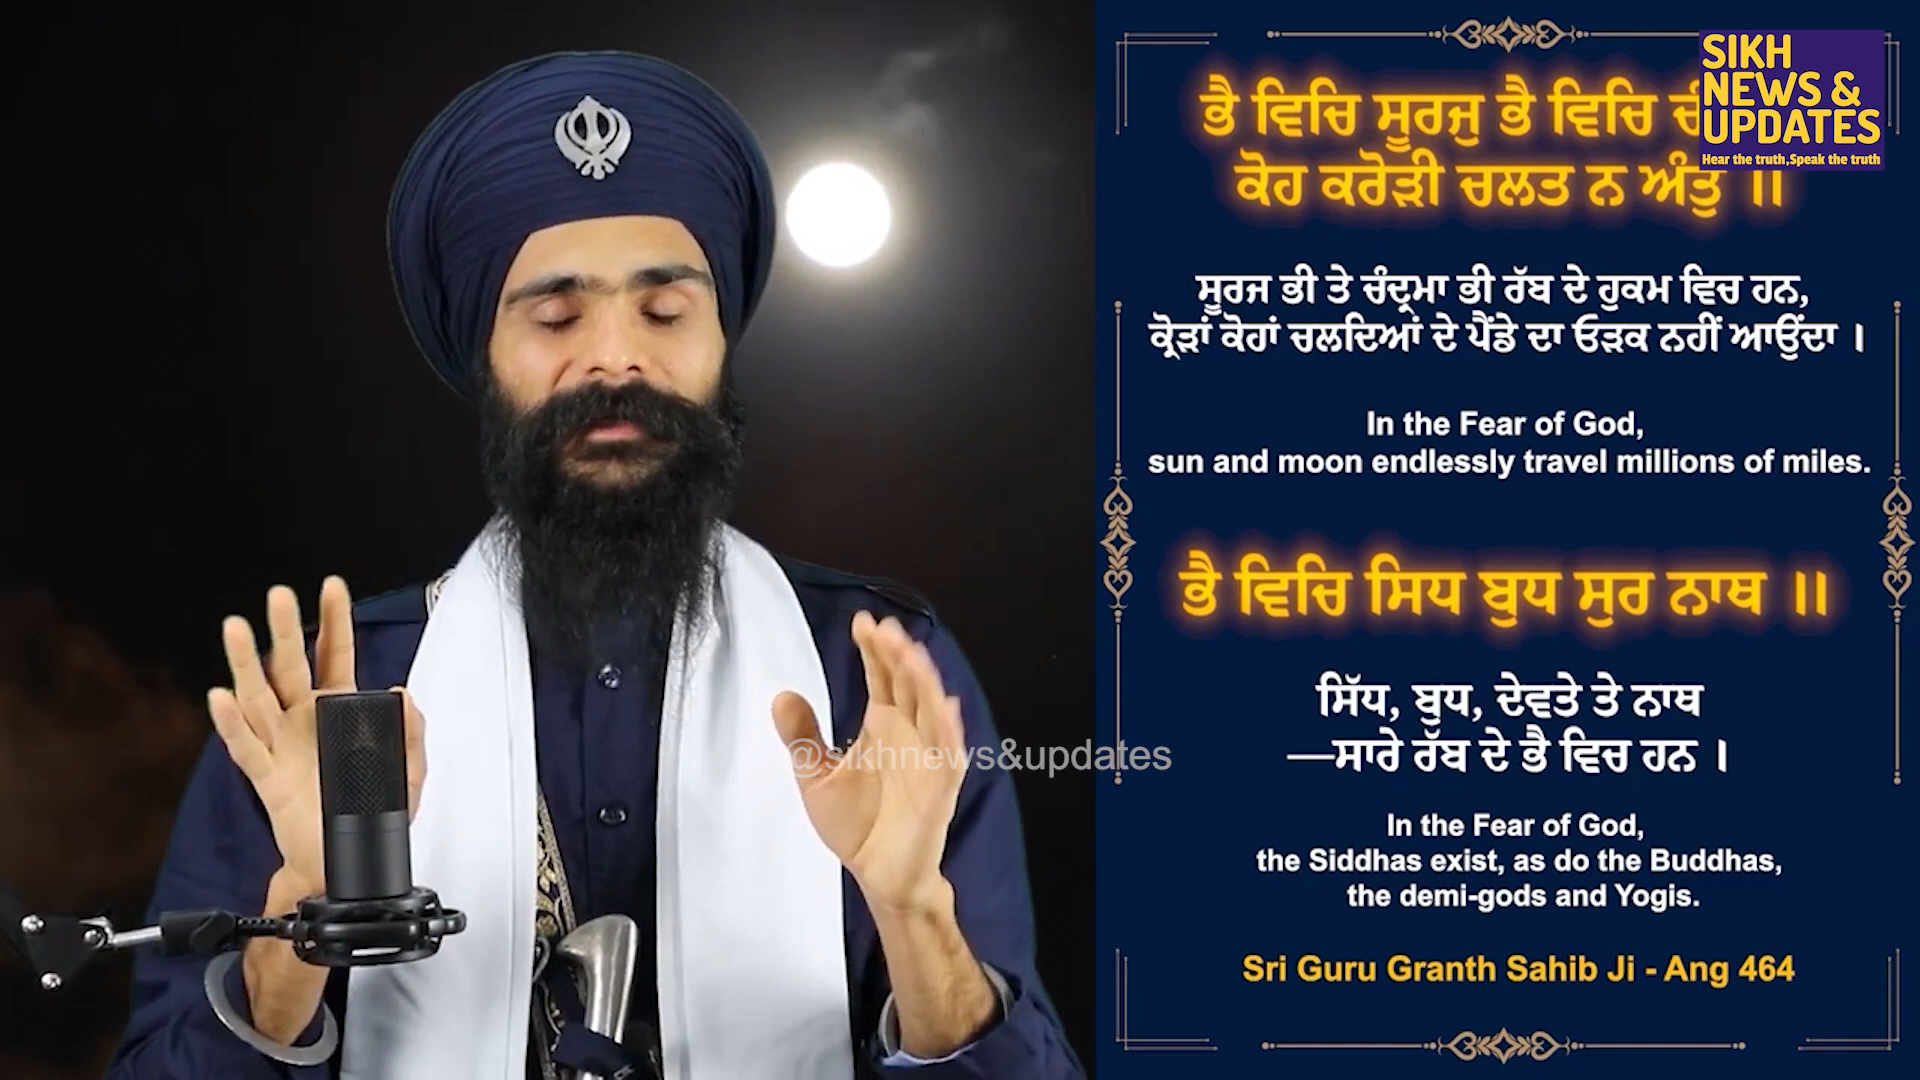 ਭੈ ਵਿਚਿ ਸੂਰਜੁ ਭੈ ਵਿਚਿ
ਕੋਹ ਕਰੋੜੀ ਚਲਤ ਨ ਅੰਤੁ ॥
SIKH
NEWS &
UPDATES
Hear the truth,Speak the truth
ਸੂਰਜ ਭੀ ਤੇ ਚੰਦ੍ਰਮਾ ਭੀ ਰੱਬ ਦੇ ਹੁਕਮ ਵਿਚ ਹਨ,
ਕ੍ਰੋੜਾਂ ਕੋਹਾਂ ਚਲਦਿਆਂ ਦੇ ਪੈਂਡੇ ਦਾ ਓੜਕ ਨਹੀਂ ਆਉਂਦਾ ।
In the Fear of God,
sun and moon endlessly travel millions of miles.
ਭੈ ਵਿਚਿ ਸਿਧ ਬੁਧ ਸੁਰ ਨਾਥ ॥
ਸਿੱਧ, ਬੁਧ, ਦੇਵਤੇ ਤੇ ਨਾਥ
—ਸਾਰੇ ਰੱਬ ਦੇ ਭੈ ਵਿਚ ਹਨ ।
@sikhnews&updates
In the Fear of God,
the Siddhas exist, as do the Buddhas,
the demi-gods and Yogis.
Sri Guru Granth Sahib Ji - Ang 464